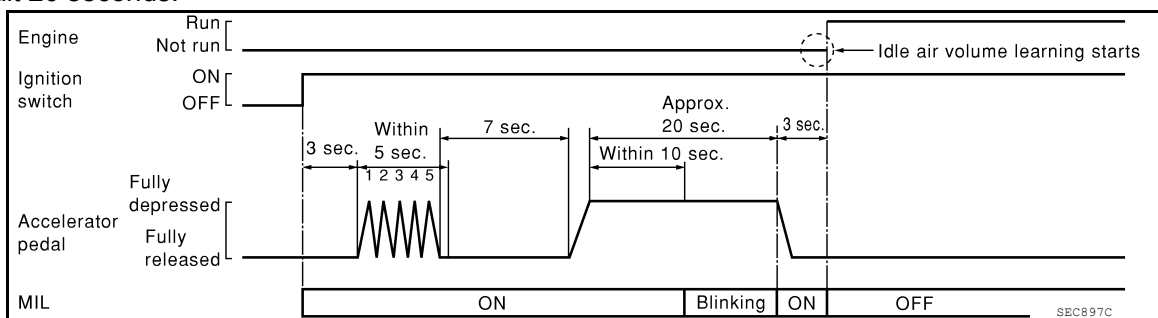 Engine
Run
Not run
Idle air volume learning starts
Ignition
switch
ON
OFF
3 sec.
Within
5 sec.
1 2 3 4 5
7 sec.
Approx.
20 sec.
Within 10 sec.
3 sec.
Accelerator
pedal
Fully
depressed
Fully
released
MIL
ON
Blinking
ON
OFF
SEC897C